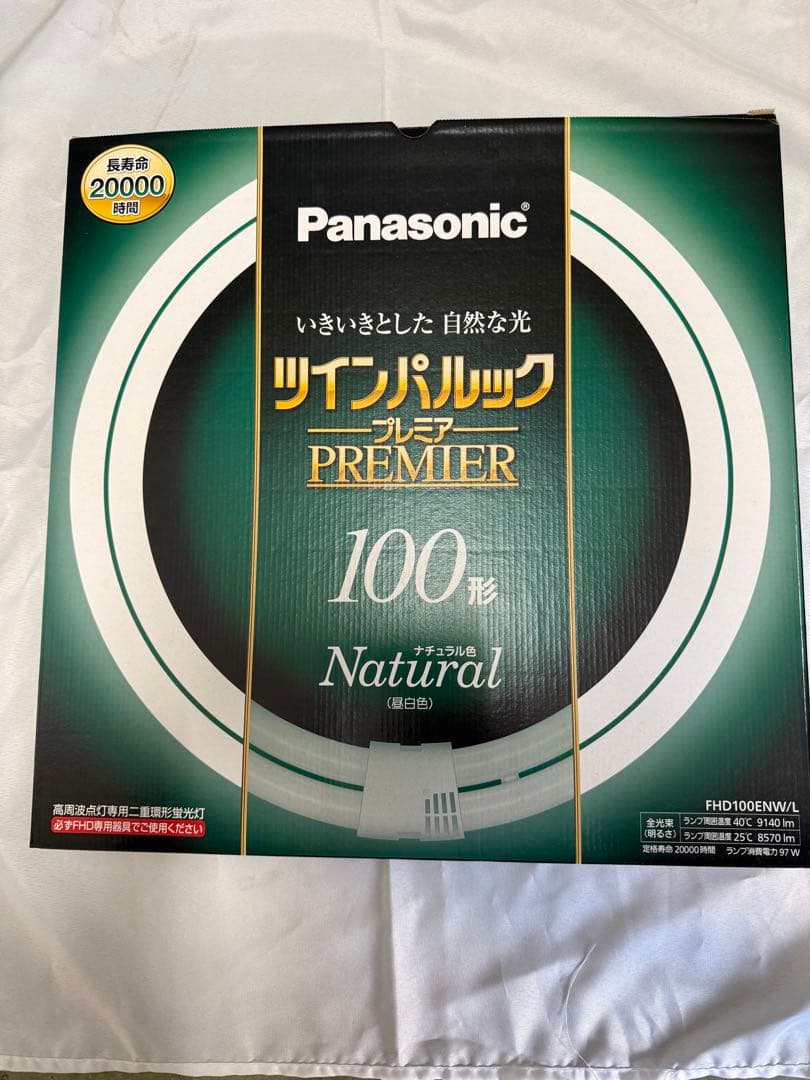 長寿命
20000
時間
Panasonic®
いきいきとした 自然な光
ツインパルック
プレミア
PREMIER
100形
ナチュラル色
Natural
(昼白色)
高周波点灯専用二重環形蛍光灯
必ずFHD専用器具でご使用ください
FHD100ENW/L
全光束
(明るさ)
ランプ周囲温度 40℃ 9140 lm
ランプ周囲温度 25℃ 8570 lm
定格寿命 20000 時間 ランプ消費電力 97 W